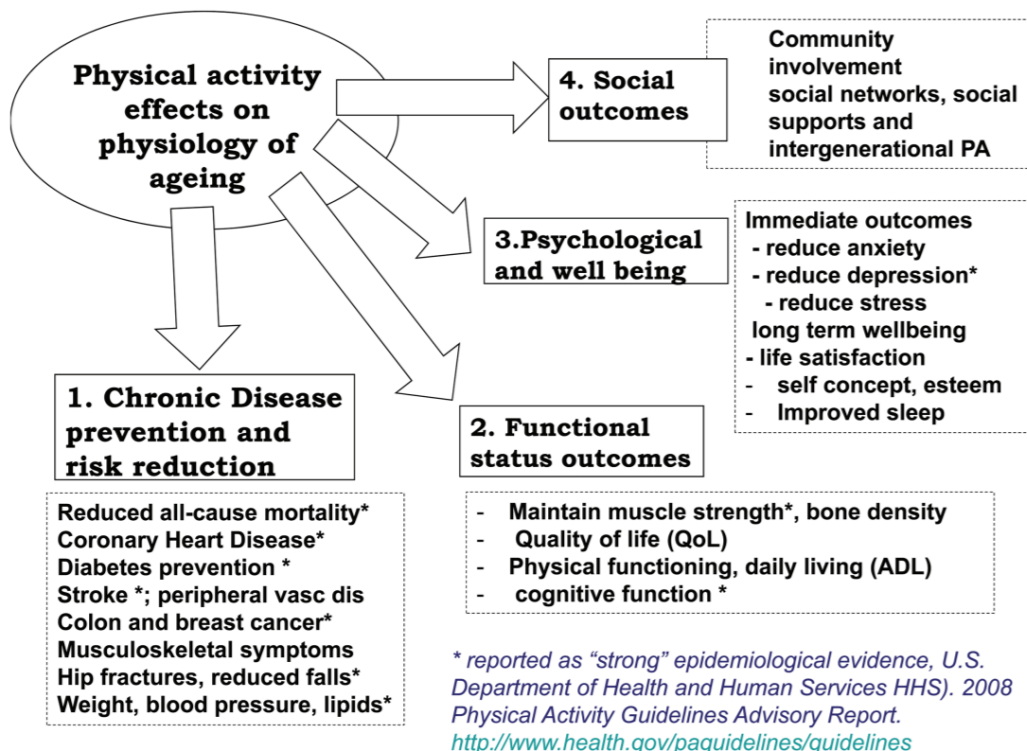 Physical activity
effects on
physiology of
ageing
4. Social
outcomes
Community
involvement
social networks, social
supports and
intergenerational PA
3.Psychological
and well being
Immediate outcomes
- reduce anxiety
- reduce depression*
- reduce stress
long term wellbeing
- life satisfaction
- self concept, esteem
- Improved sleep
1. Chronic Disease
prevention and
risk reduction
Reduced all-cause mortality*
Coronary Heart Disease*
Diabetes prevention *
Stroke *; peripheral vasc dis
Colon and breast cancer*
Musculoskeletal symptoms
Hip fractures, reduced falls*
Weight, blood pressure, lipids*
2. Functional
status outcomes
- Maintain muscle strength*, bone density
- Quality of life (QoL)
- Physical functioning, daily living (ADL)
- cognitive function *
* reported as “strong” epidemiological evidence, U.S.
Department of Health and Human Services HHS). 2008
Physical Activity Guidelines Advisory Report.
http://www.health.gov/paguidelines/guidelines